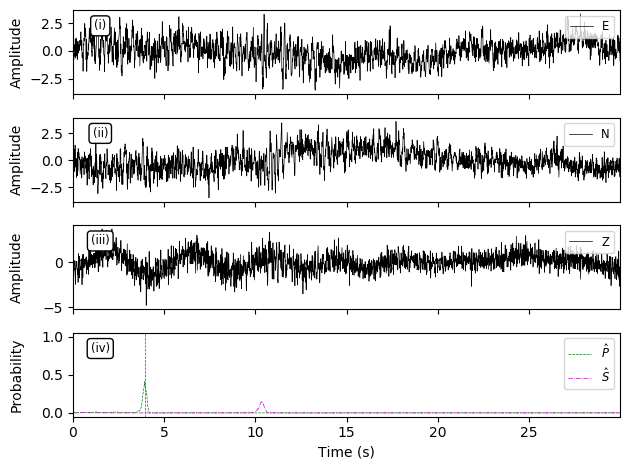 (i)
E
Amplitude
2.5
0.0
−2.5
(ii)
N
Amplitude
2.5
0.0
−2.5
(iii)
Z
Amplitude
0
−5
(iv)
P̂
Ŝ
Probability
1.0
0.5
0.0
0 5 10 15 20 25
Time (s)